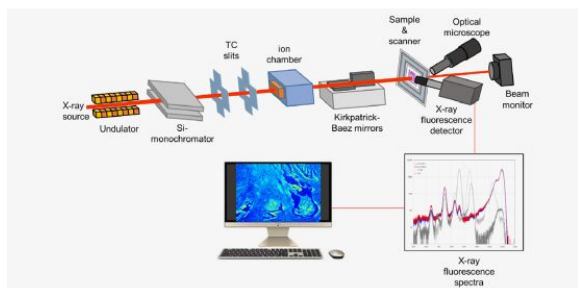 Sample
&
scanner
Optical
microscope
TC
slits
ion
chamber
X-ray
source
Undulator
Si-
monochromator
Kirkpatrick-
Baez mirrors
X-ray
fluorescence
detector
Beam
monitor
X-ray
fluorescence
spectra